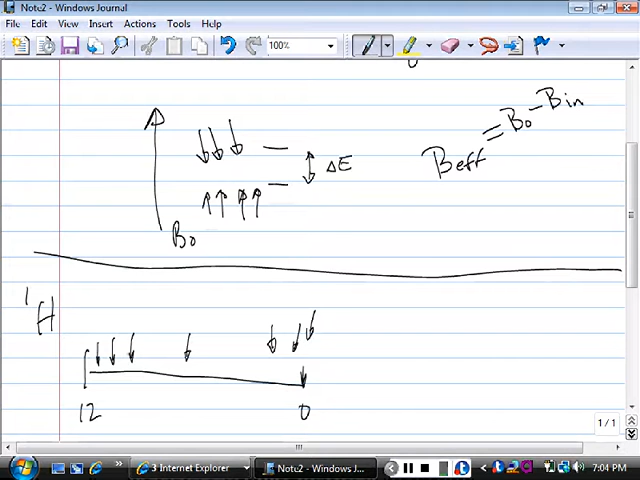 Note2 - Windows Journal
File Edit View Insert Actions Tools Help
100%
Beff = Bo - Bin
ΔE
Bo
¹H
12 0
1/1
3 Internet Explorer
Note2 - Windows J...
7:04 PM